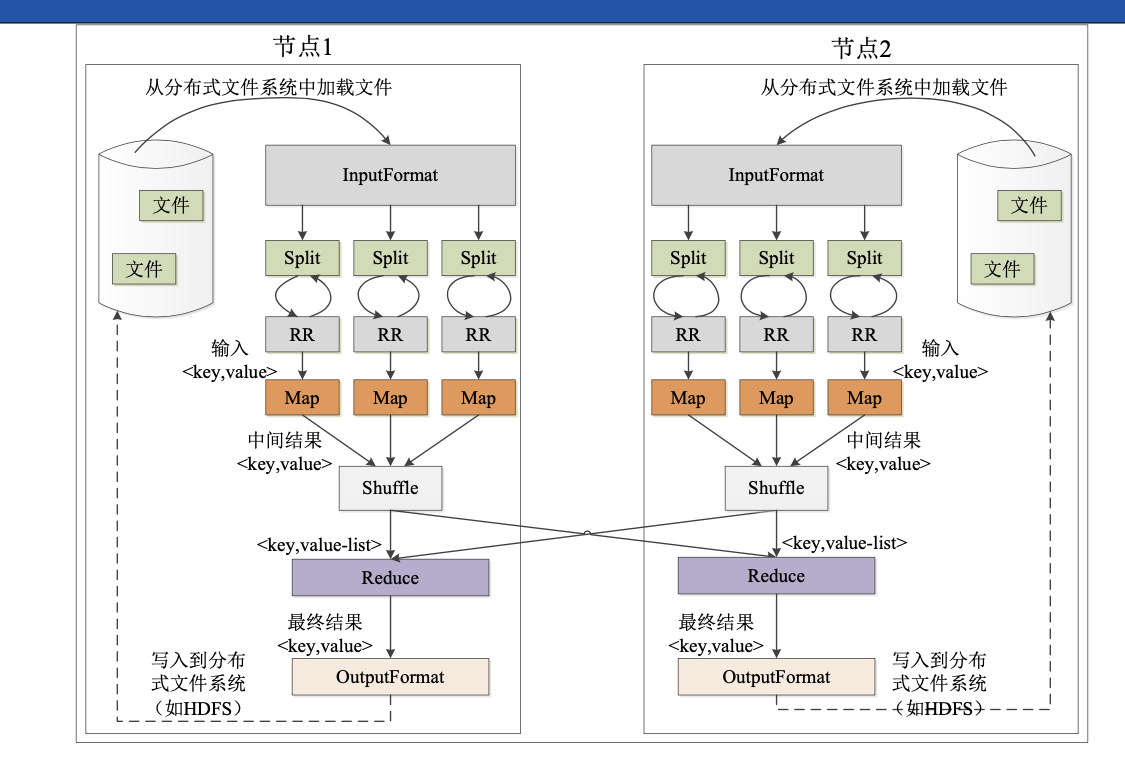 节点1
节点2
从分布式文件系统中加载文件
从分布式文件系统中加载文件
InputFormat
InputFormat
文件
文件
文件
文件
Split
Split
Split
Split
Split
Split
RR
RR
RR
RR
RR
RR
输入
<key,value>
输入
<key,value>
Map
Map
Map
Map
Map
Map
中间结果
<key,value>
中间结果
<key,value>
Shuffle
Shuffle
<key,value-list>
<key,value-list>
Reduce
Reduce
最终结果
<key,value>
最终结果
<key,value>
OutputFormat
OutputFormat
写入到分布
式文件系统
（如HDFS）
写入到分布
式文件系统
（如HDFS）